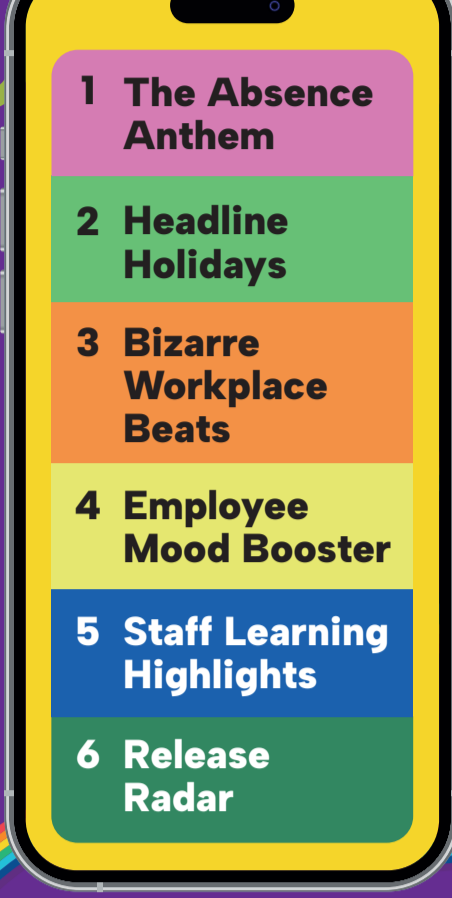 1 The Absence
Anthem
2 Headline
Holidays
3 Bizarre
Workplace
Beats
4 Employee
Mood Booster
5 Staff Learning
Highlights
6 Release
Radar